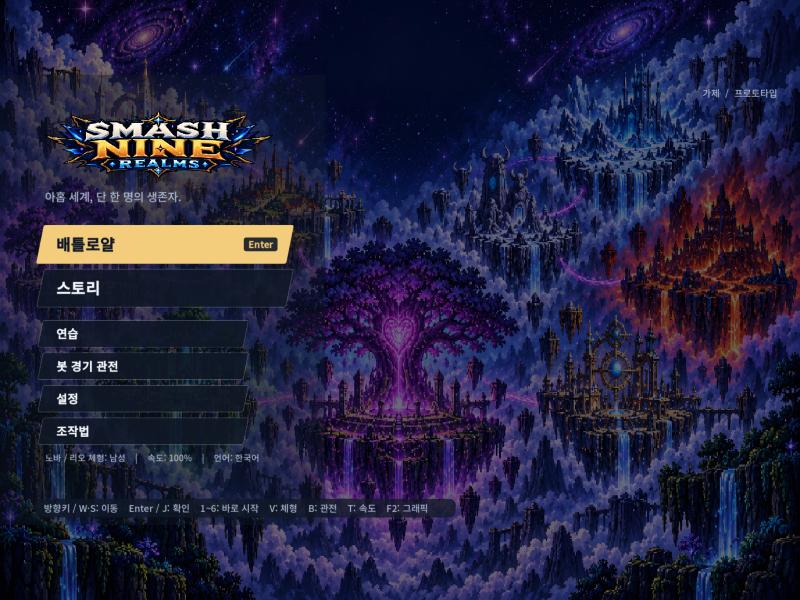 가제 / 프로토타입
SMASH
NINE
REALMS
아홉 세계, 단 한 명의 생존자.
배틀로얄 Enter
스토리
연습
봇 경기 관전
설정
조작법
노바 / 리오 체형: 남성 | 속도: 100% | 언어: 한국어
방향키 / W·S: 이동 Enter / J: 확인 1~6: 바로 시작 V: 체형 B: 관전 T: 속도 F2: 그래픽